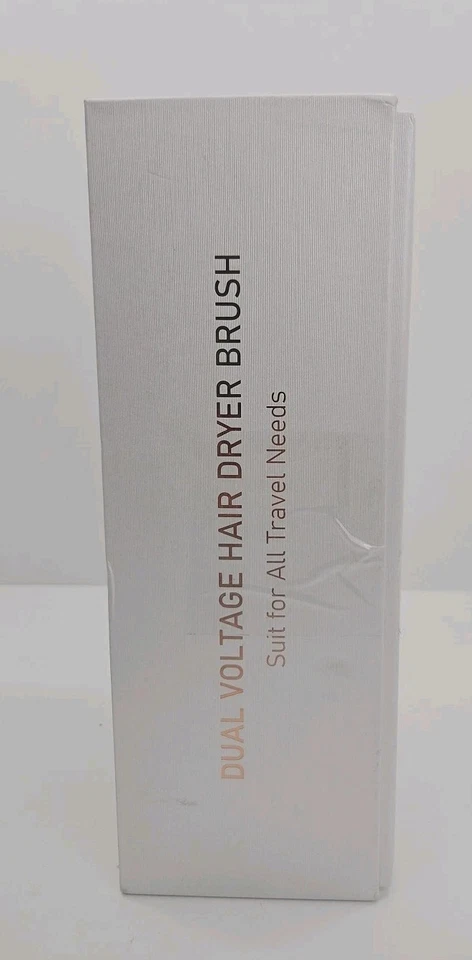 DUAL VOLTAGE HAIR DRYER BRUSH
Suit for All Travel Needs